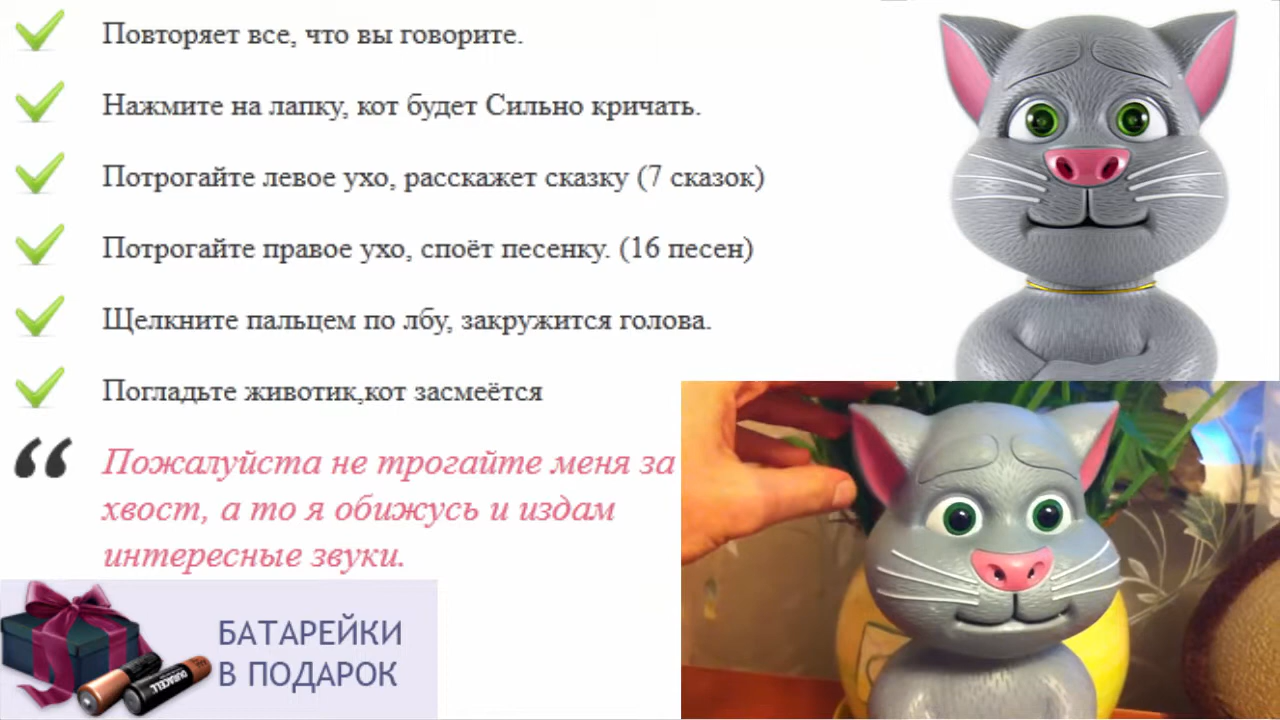 Повторяет все, что вы говорите.
Нажмите на лапку, кот будет Сильно кричать.
Потрогайте левое ухо, расскажет сказку (7 сказок)
Потрогайте правое ухо, споёт песенку. (16 песен)
Щелкните пальцем по лбу, закружится голова.
Погладьте животик,кот засмеётся
“ Пожалуйста не трогайте меня за
хвост, а то я обижусь и издам
интересные звуки.
БАТАРЕЙКИ
В ПОДАРОК
DURACELL